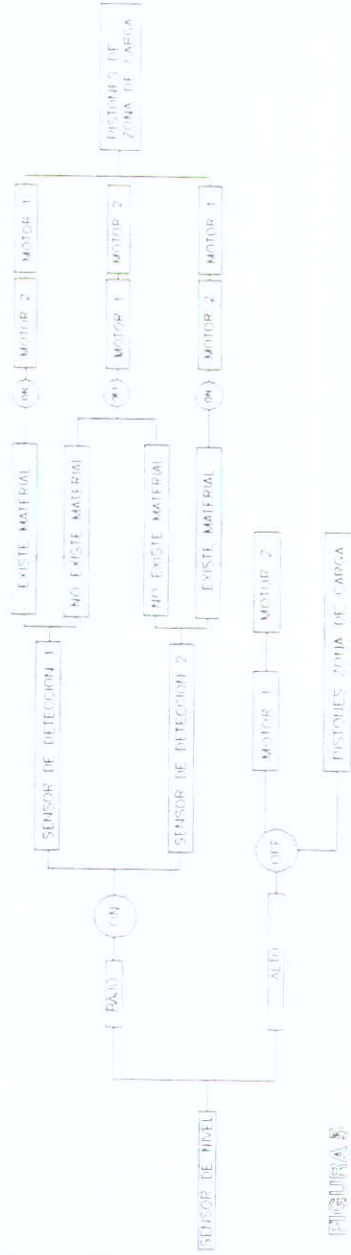 SENSOR DE NIVEL
BAJO
ON
SENSOR DE DETECCION 1
EXISTE MATERIAL
ON
MOTOR 2
MOTOR 1
NO EXISTE MATERIAL
MOTOR 1
MOTOR 2
SENSOR DE DETECCION 2
NO EXISTE MATERIAL
EXISTE MATERIAL
ON
MOTOR 2
MOTOR 1
PISTONES DE
ZONA DE CARGA
ALTO
OFF
MOTOR 1
MOTOR 2
PISTONES ZONA DE CARGA
FIGURA 5